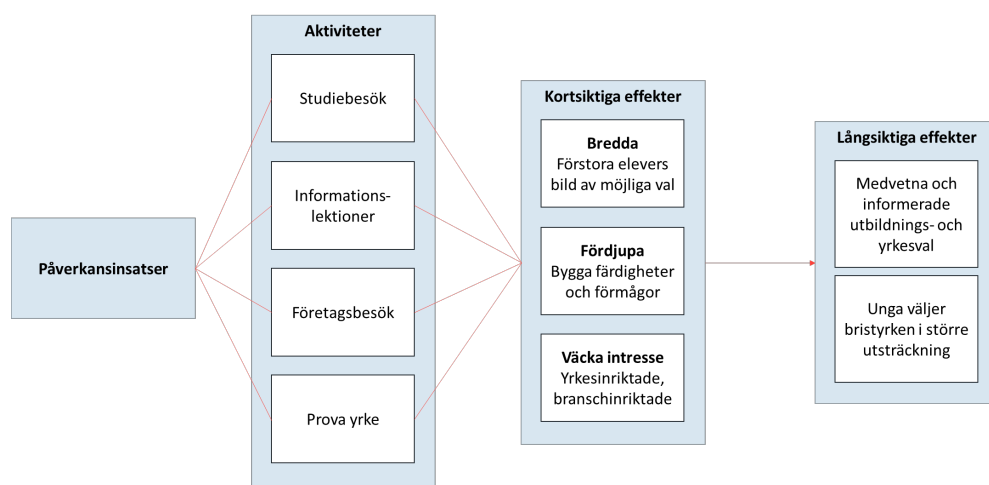 Påverkansinsatser
Aktiviteter
Studiebesök
Informations-
lektioner
Företagsbesök
Prova yrke
Kortsiktiga effekter
Bredda
Förstora elevers
bild av möjliga val
Fördjupa
Bygga färdigheter
och förmågor
Väcka intresse
Yrkesinriktade,
branschinriktade
Långsiktiga effekter
Medvetna och
informerade
utbildnings- och
yrkesval
Unga väljer
bristyrken i större
utsträckning